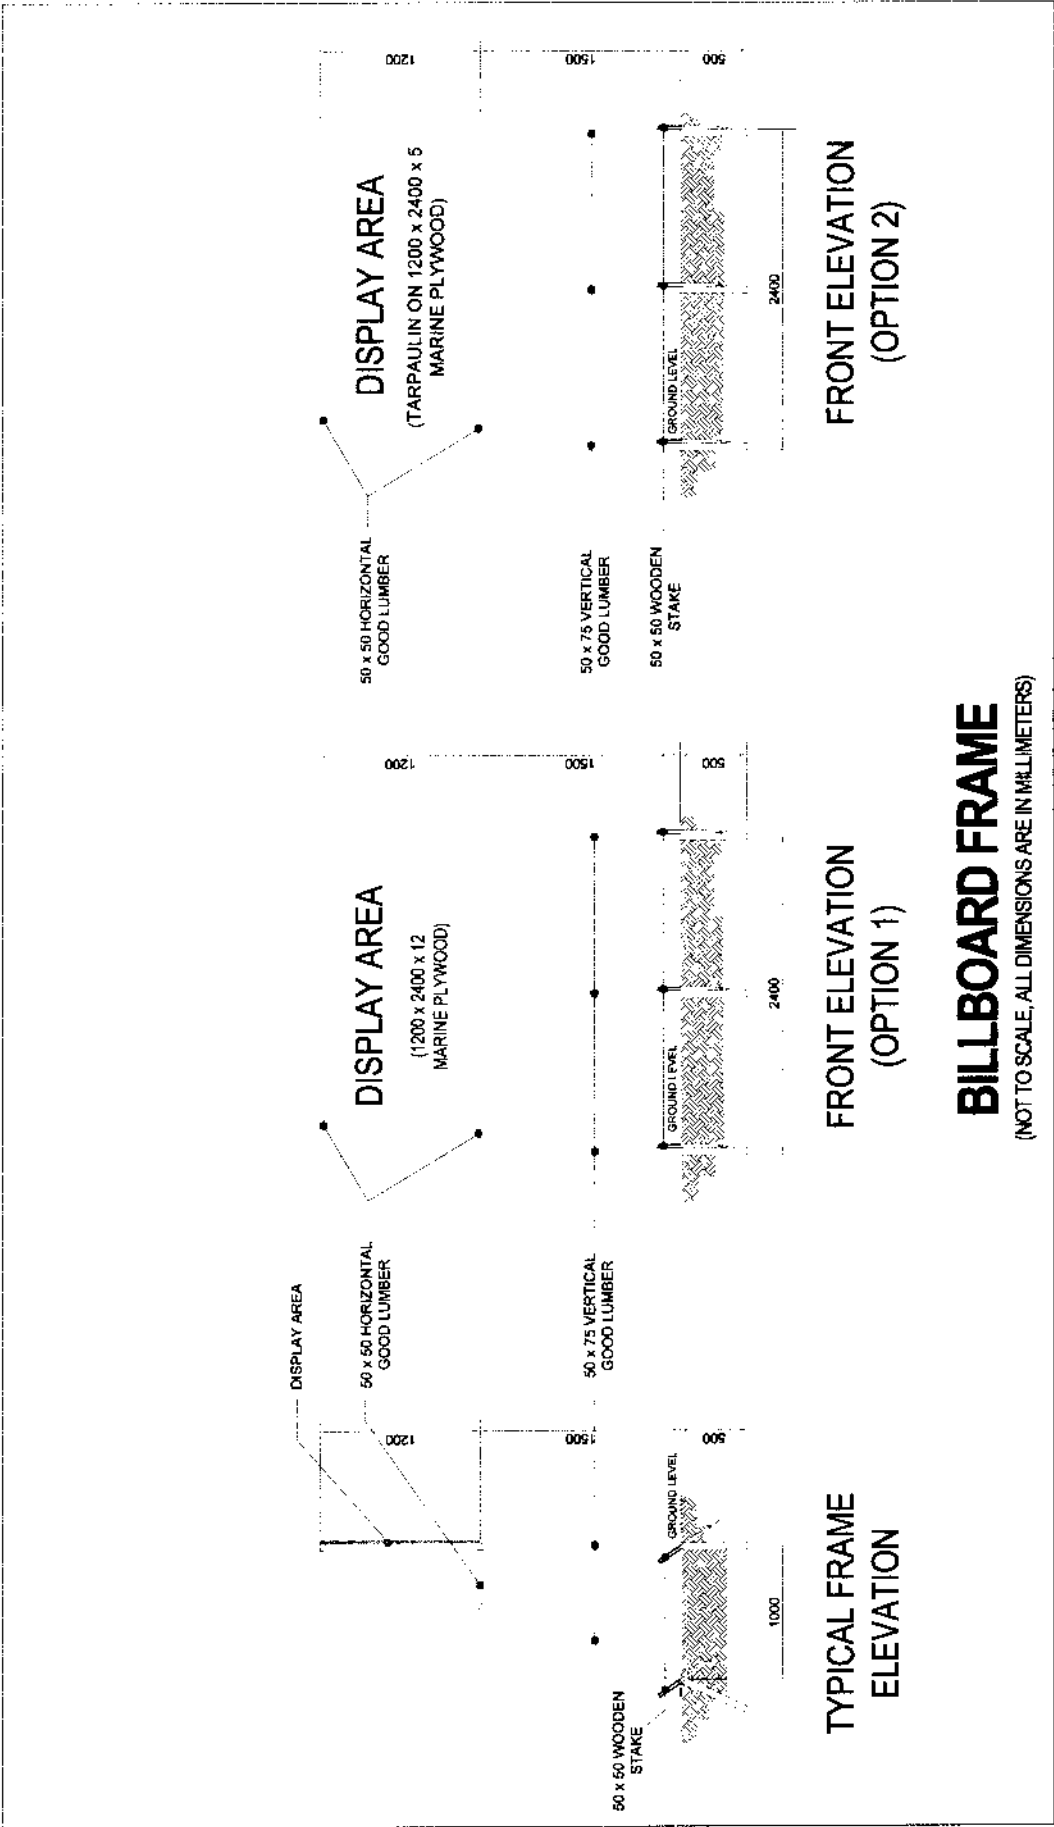 DISPLAY AREA
50 x 50 HORIZONTAL
GOOD LUMBER
1200
50 x 75 VERTICAL
GOOD LUMBER
1500
50 x 50 WOODEN
STAKE
GROUND LEVEL
500
1000
TYPICAL FRAME
ELEVATION
DISPLAY AREA
(1200 x 2400 x 12
MARINE PLYWOOD)
1200
1500
GROUND LEVEL
500
2400
FRONT ELEVATION
(OPTION 1)
50 x 50 HORIZONTAL
GOOD LUMBER
DISPLAY AREA
(TARPAULIN ON 1200 x 2400 x 5
MARINE PLYWOOD)
1200
50 x 75 VERTICAL
GOOD LUMBER
1500
50 x 50 WOODEN
STAKE
GROUND LEVEL
500
2400
FRONT ELEVATION
(OPTION 2)
BILLBOARD FRAME
(NOT TO SCALE, ALL DIMENSIONS ARE IN MILLIMETERS)